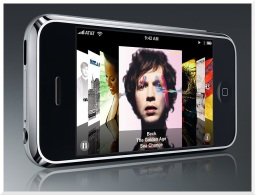 AT&T
9:42 AM
Beck
The Golden Age
Sea Change